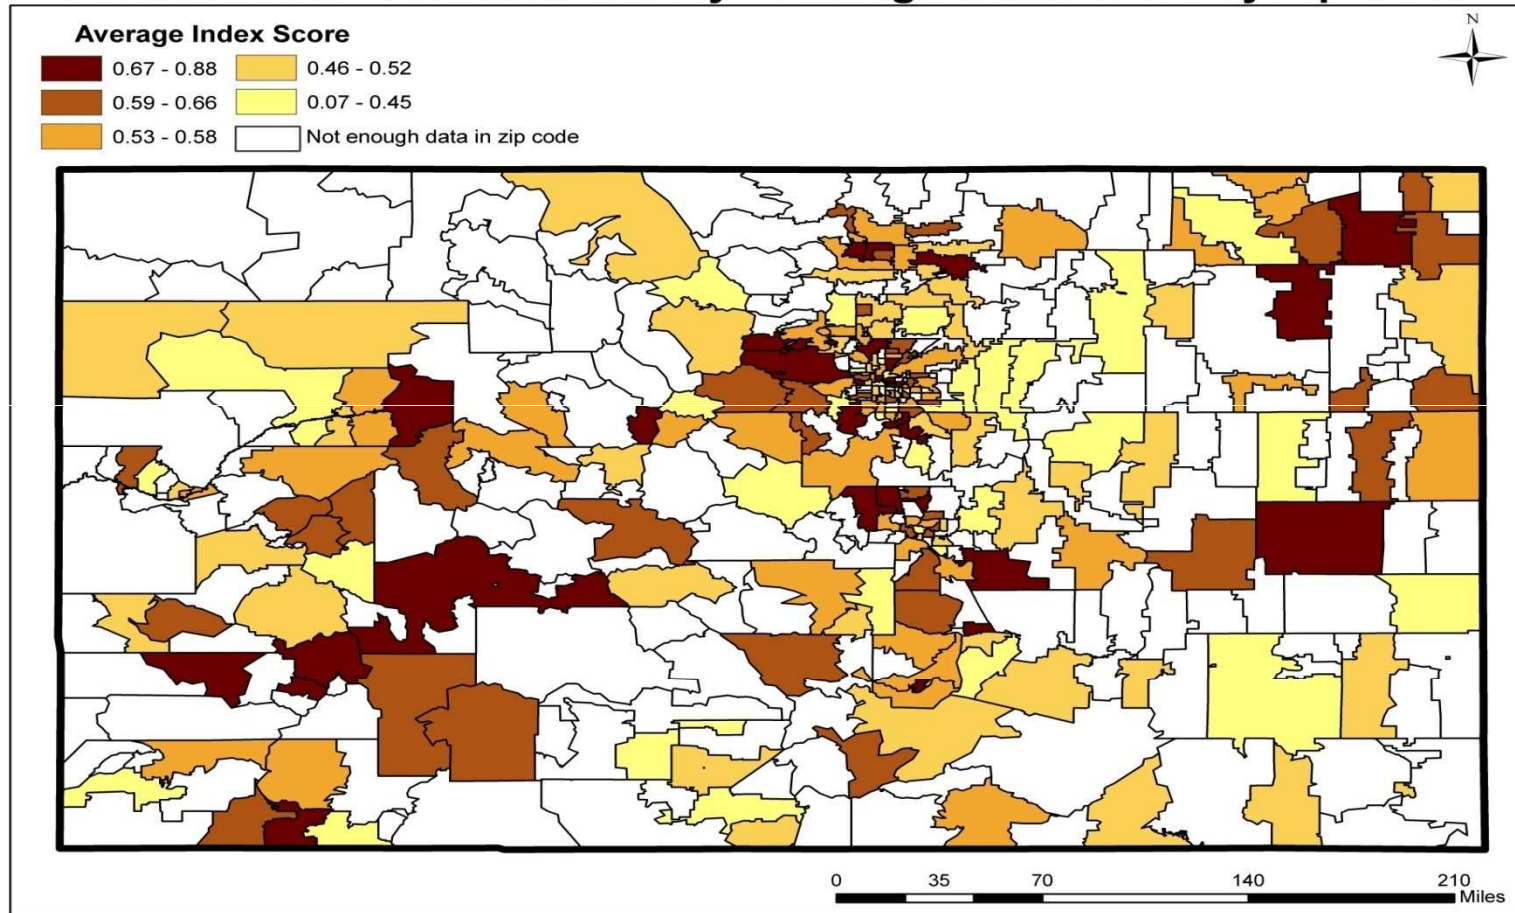 N
Average Index Score
0.67 - 0.88
0.46 - 0.52
0.59 - 0.66
0.07 - 0.45
0.53 - 0.58
Not enough data in zip code
0 35 70 140 210
Miles